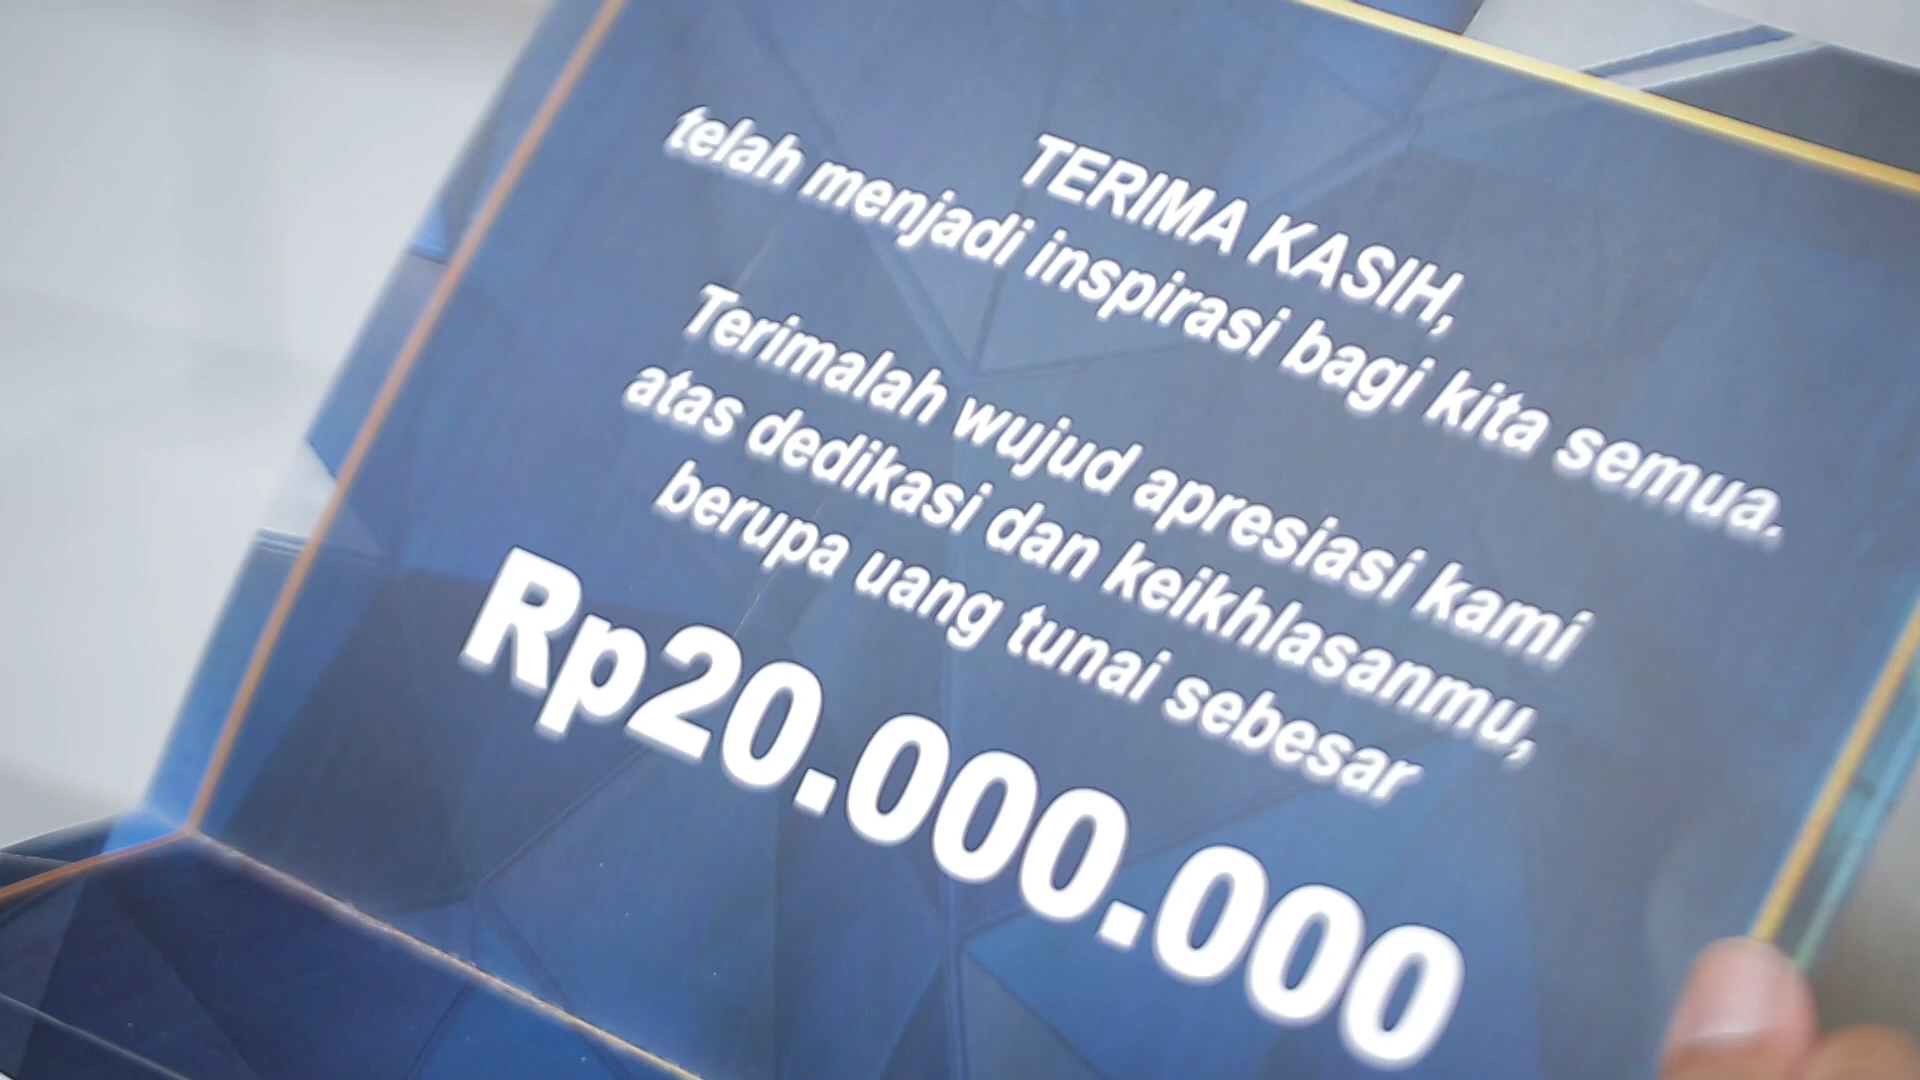 TERIMA KASIH,
telah menjadi inspirasi bagi kita semua.
Terimalah wujud apresiasi kami
atas dedikasi dan keikhlasanmu,
berupa uang tunai sebesar
Rp20.000.000